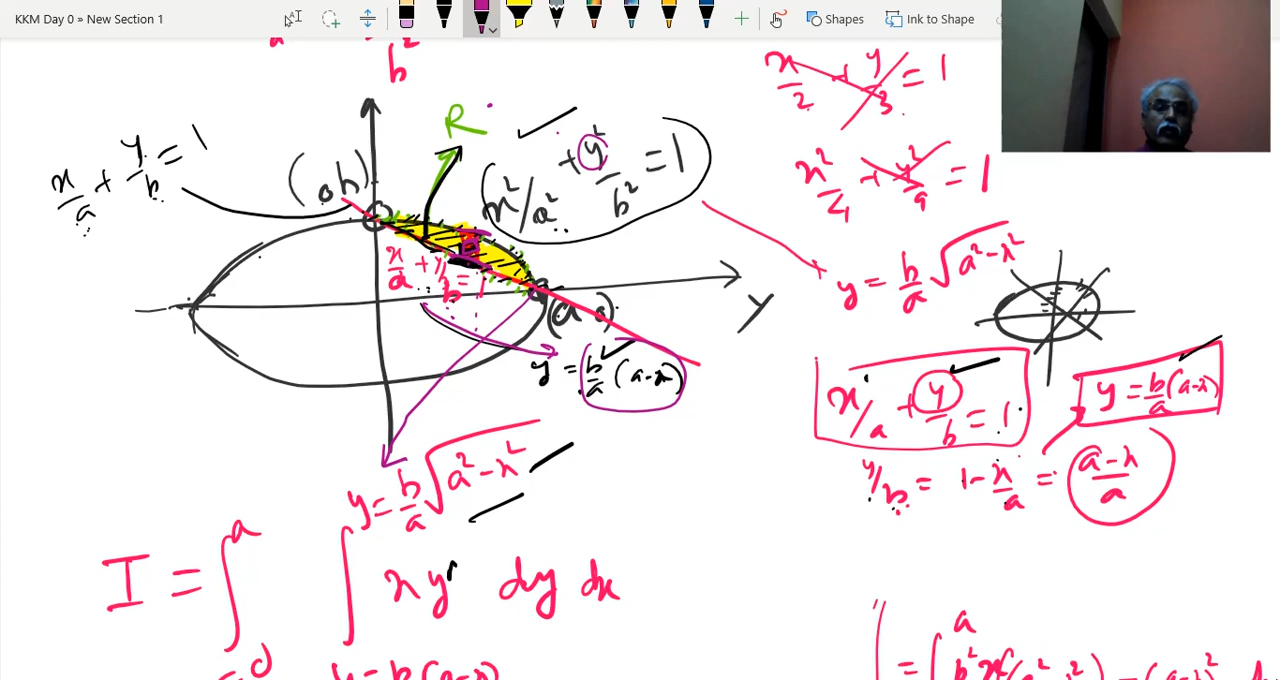 KKM Day 0 » New Section 1
Shapes
Ink to Shape
b²
x/2 + y/3 = 1
R
x/a + y/b = 1
x²/a² + y²/b² = 1
x²/4 + y²/9 = 1
x/a + y/b = 1
y = b/a √(a²-x²)
(a 0)
Y
y = b/a (a-x)
x/a + y/b = 1
y = b/a (a-x)
y/b = 1 - x/a = (a-x)/a
y = b/a √(a²-x²)
I = ∫ᵃ ∫ xy dy dx
a